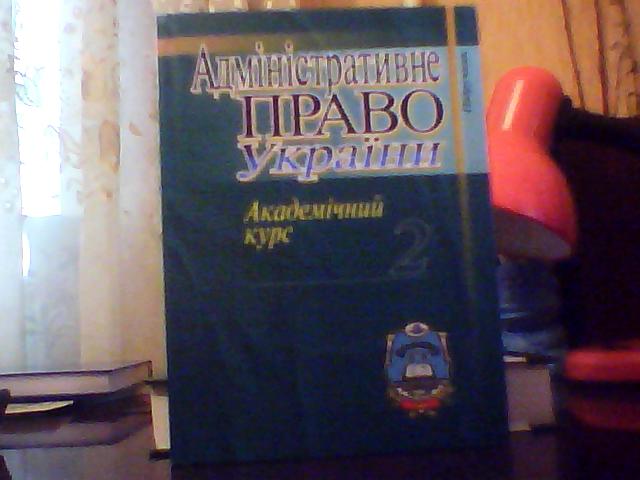 Адміністративне
ПРАВО
України
Академічний
курс
2